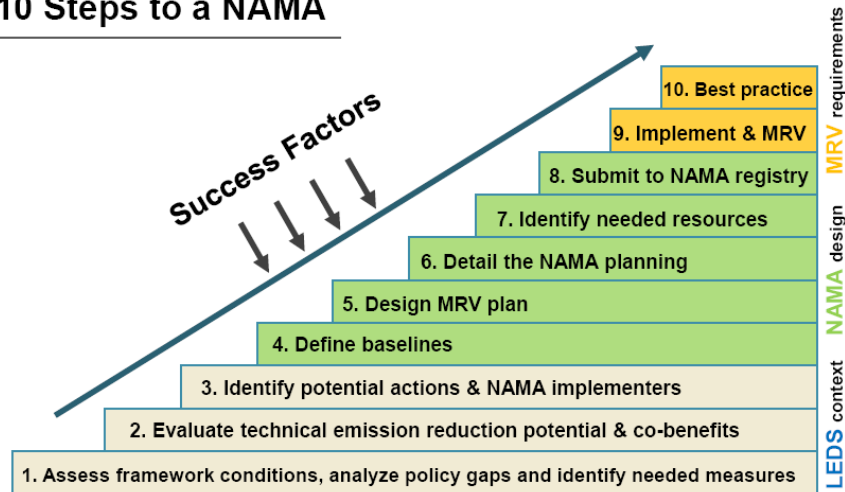 10 Steps to a NAMA
Success Factors
10. Best practice
9. Implement & MRV
8. Submit to NAMA registry
7. Identify needed resources
6. Detail the NAMA planning
5. Design MRV plan
4. Define baselines
3. Identify potential actions & NAMA implementers
2. Evaluate technical emission reduction potential & co-benefits
1. Assess framework conditions, analyze policy gaps and identify needed measures
MRV requirements
NAMA design
LEDS context